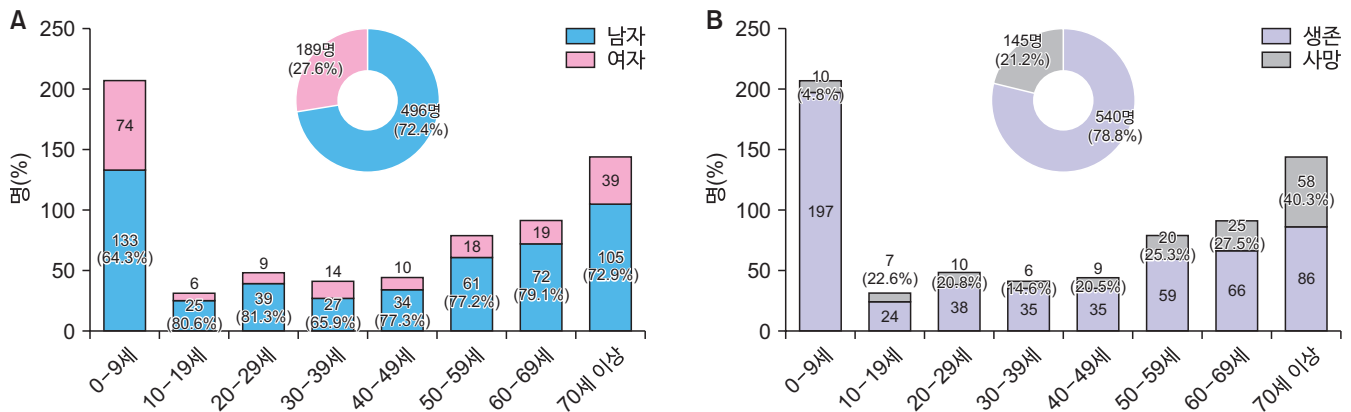 A
250
200
150
100
50
0
명(%)
남자
여자
189명
(27.6%)
496명
(72.4%)
74
133
(64.3%)
6
25
(80.6%)
9
39
(81.3%)
14
27
(65.9%)
10
34
(77.3%)
18
61
(77.2%)
19
72
(79.1%)
39
105
(72.9%)
0–9세
10–19세
20–29세
30–39세
40–49세
50–59세
60–69세
70세 이상
B
250
200
150
100
50
0
명(%)
생존
사망
145명
(21.2%)
540명
(78.8%)
10
(4.8%)
197
7
(22.6%)
24
10
(20.8%)
38
6
(14.6%)
35
9
(20.5%)
35
20
(25.3%)
59
25
(27.5%)
66
58
(40.3%)
86
0–9세
10–19세
20–29세
30–39세
40–49세
50–59세
60–69세
70세 이상